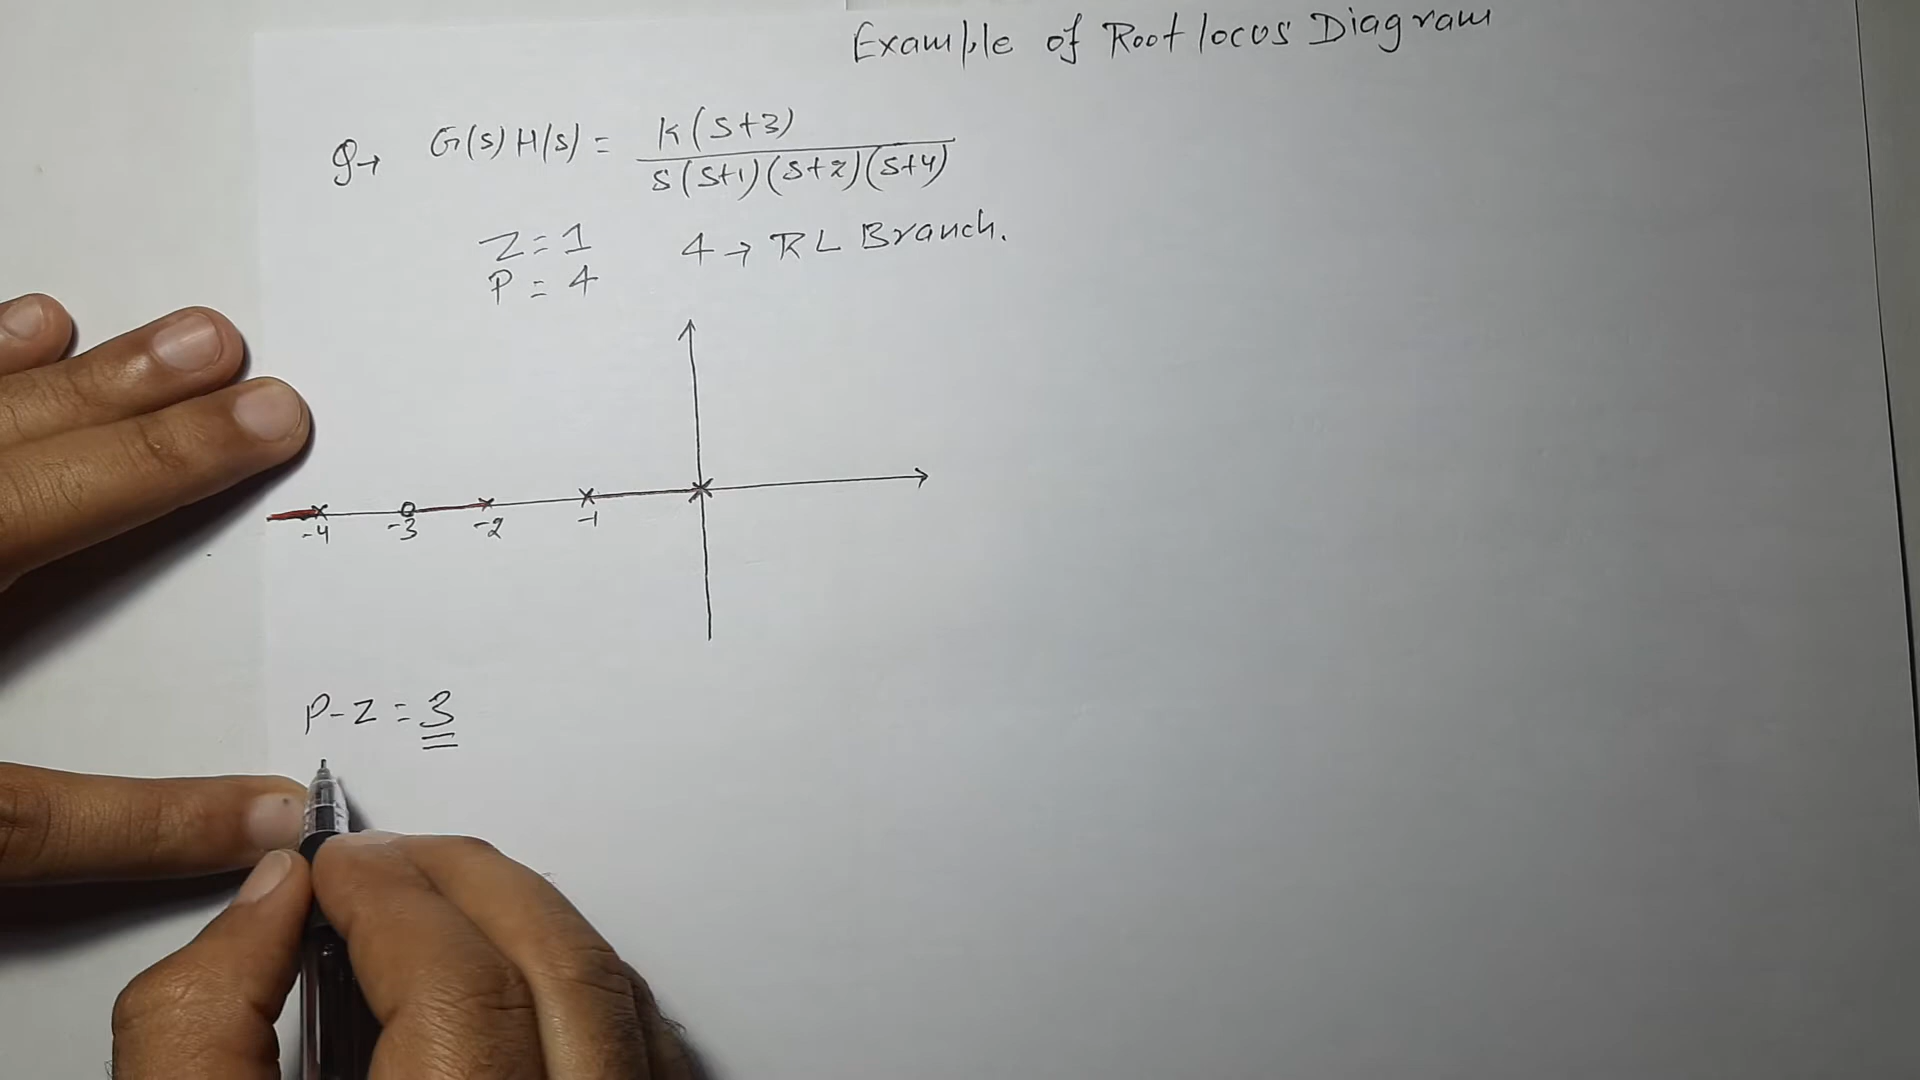 Example of Root locus Diagram
Q→ G(s) H(s) = K(s+3)
s(s+1)(s+2)(s+4)
Z = 1 4 → RL Branch.
P = 4
-4 -3 -2 -1
P-Z = 3